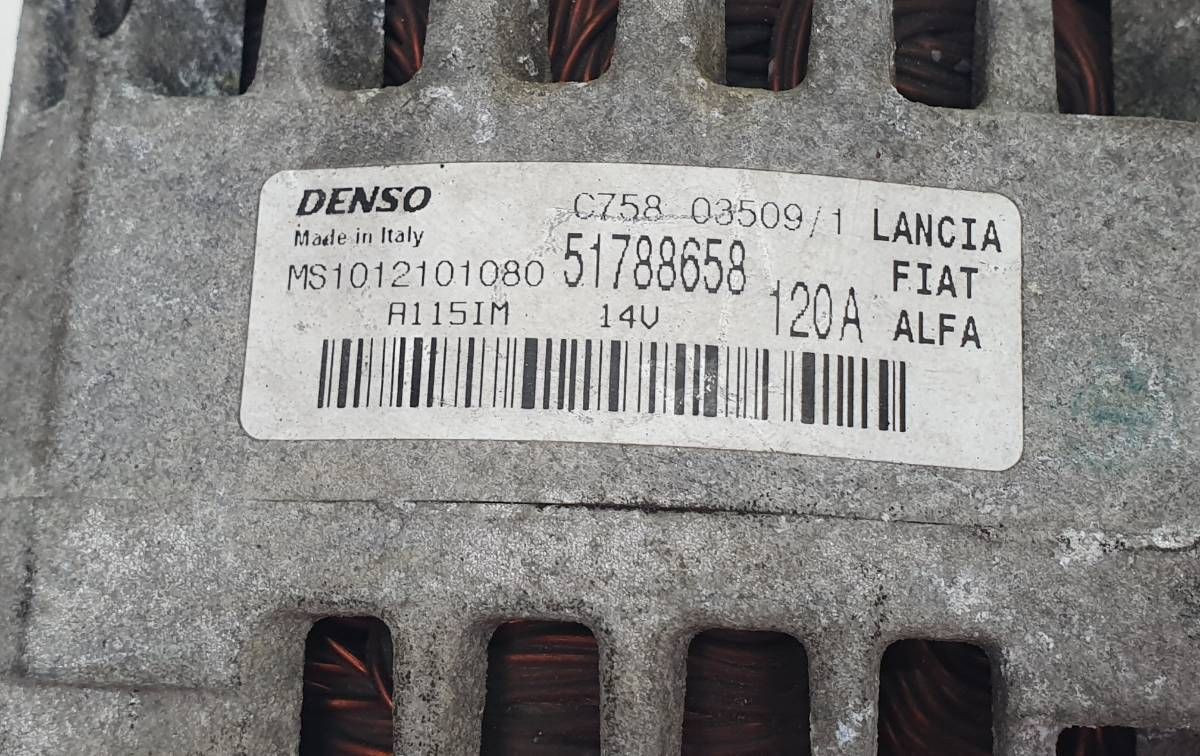 DENSO C758 03509/1 LANCIA
Made in Italy
MS1012101080 51788658 FIAT
A115IM 14V 120A ALFA